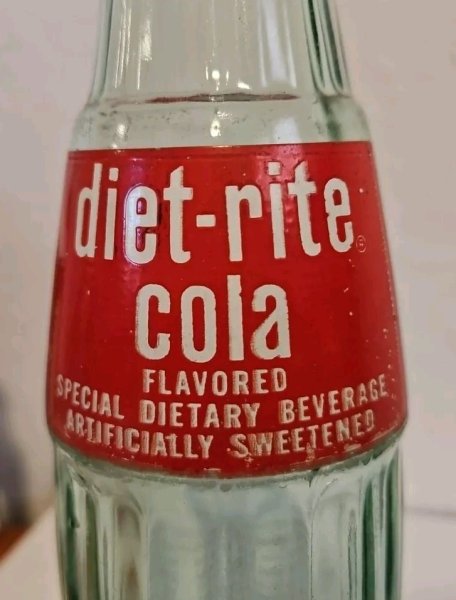 diet-rite®
cola
FLAVORED
SPECIAL DIETARY BEVERAGE
ARTIFICIALLY SWEETENED